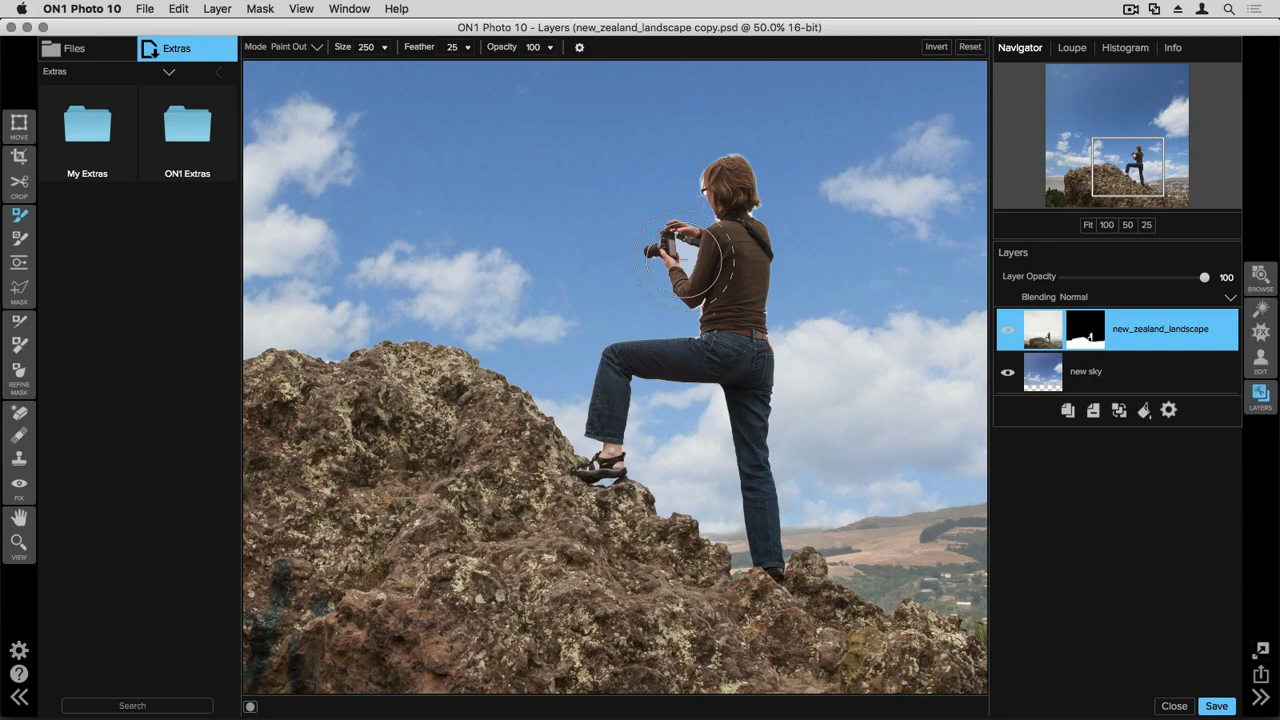 ON1 Photo 10 File Edit Layer Mask View Window Help
ON1 Photo 10 - Layers (new_zealand_landscape copy.psd @ 50.0% 16-bit)
Files Extras
Mode Paint Out Size 250 Feather 25 Opacity 100 Invert Reset
Navigator Loupe Histogram Info
Extras
My Extras ON1 Extras
MOVE
CROP
MASK
REFINE
MASK
FIX
VIEW
Fit 100 50 25
Layers
Layer Opacity 100
Blending Normal
new_zealand_landscape
new sky
BROWSE
FX
EDIT
LAYERS
Search
Close Save